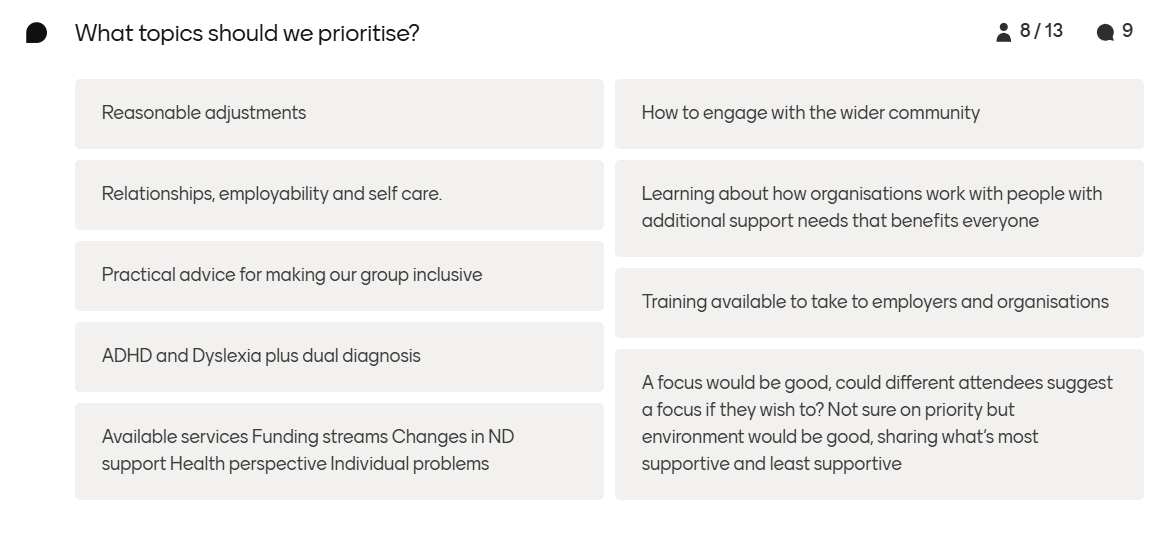 What topics should we prioritise?
8 / 13
9
Reasonable adjustments
Relationships, employability and self care.
Practical advice for making our group inclusive
ADHD and Dyslexia plus dual diagnosis
Available services Funding streams Changes in ND
support Health perspective Individual problems
How to engage with the wider community
Learning about how organisations work with people with
additional support needs that benefits everyone
Training available to take to employers and organisations
A focus would be good, could different attendees suggest
a focus if they wish to? Not sure on priority but
environment would be good, sharing what's most
supportive and least supportive